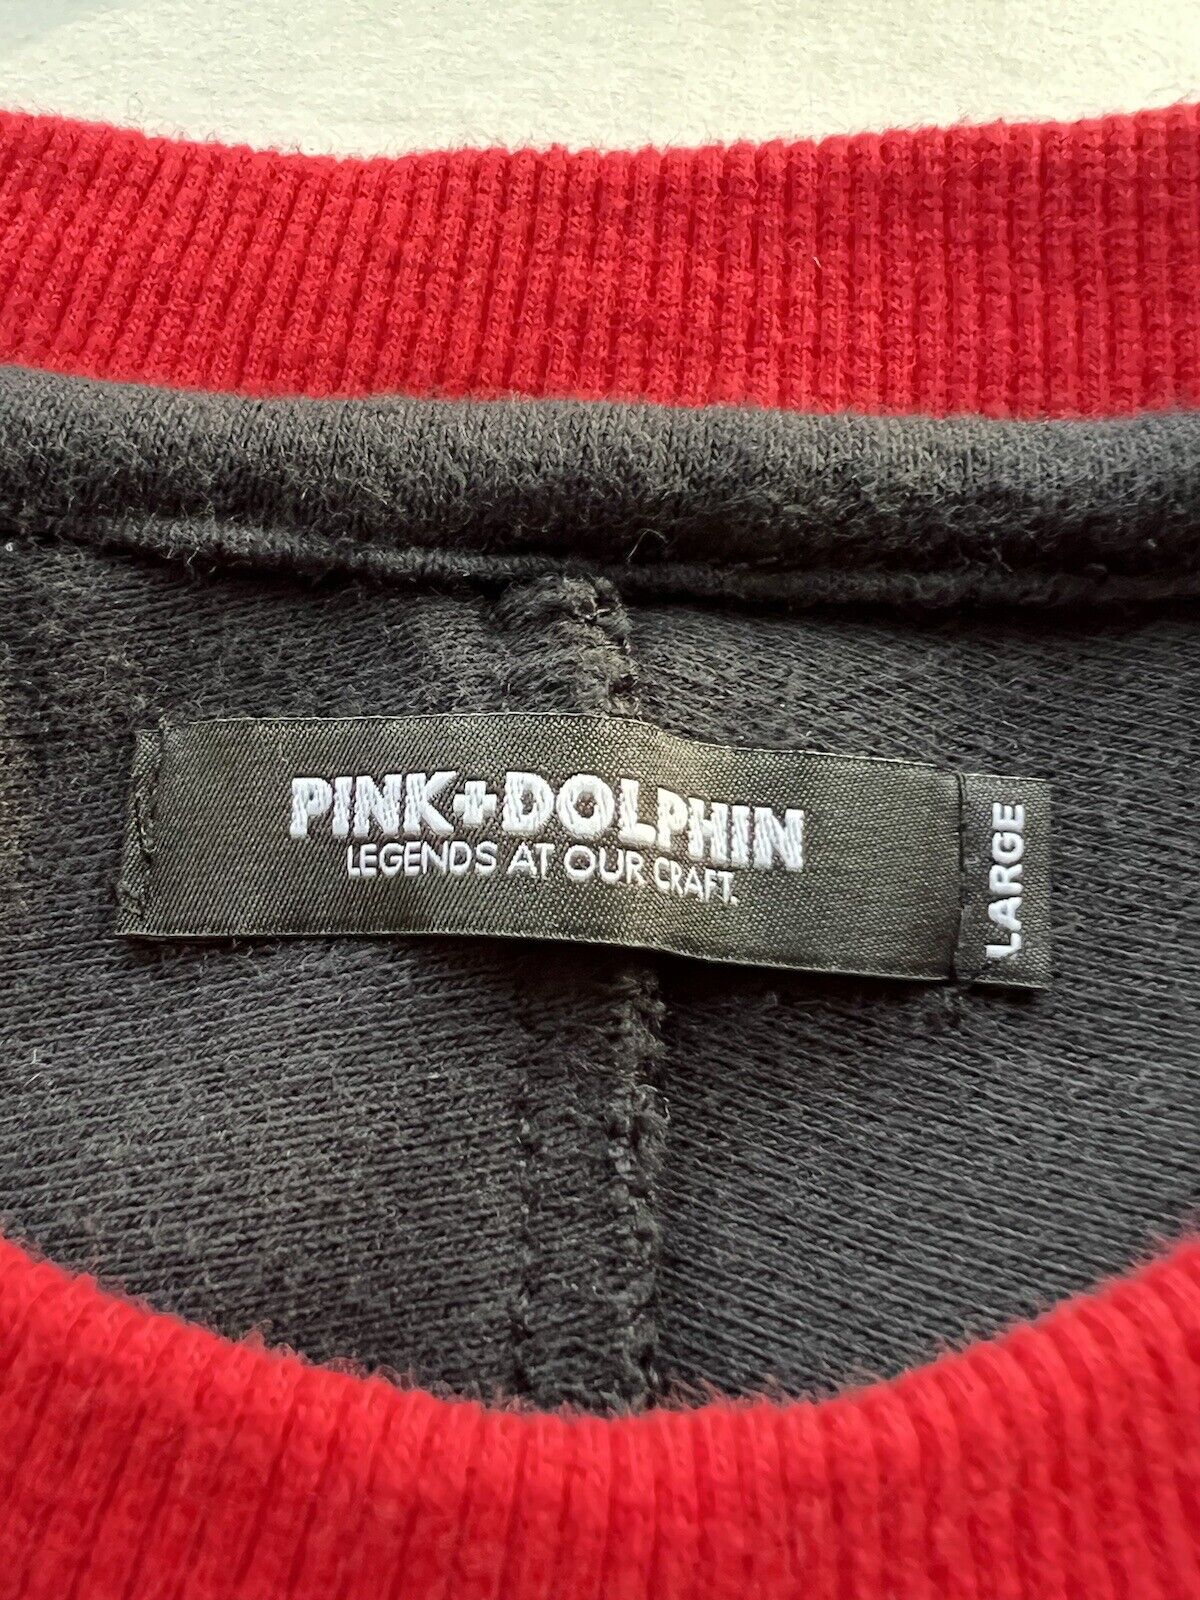 PINK+DOLPHIN
LEGENDS AT OUR CRAFT.
LARGE